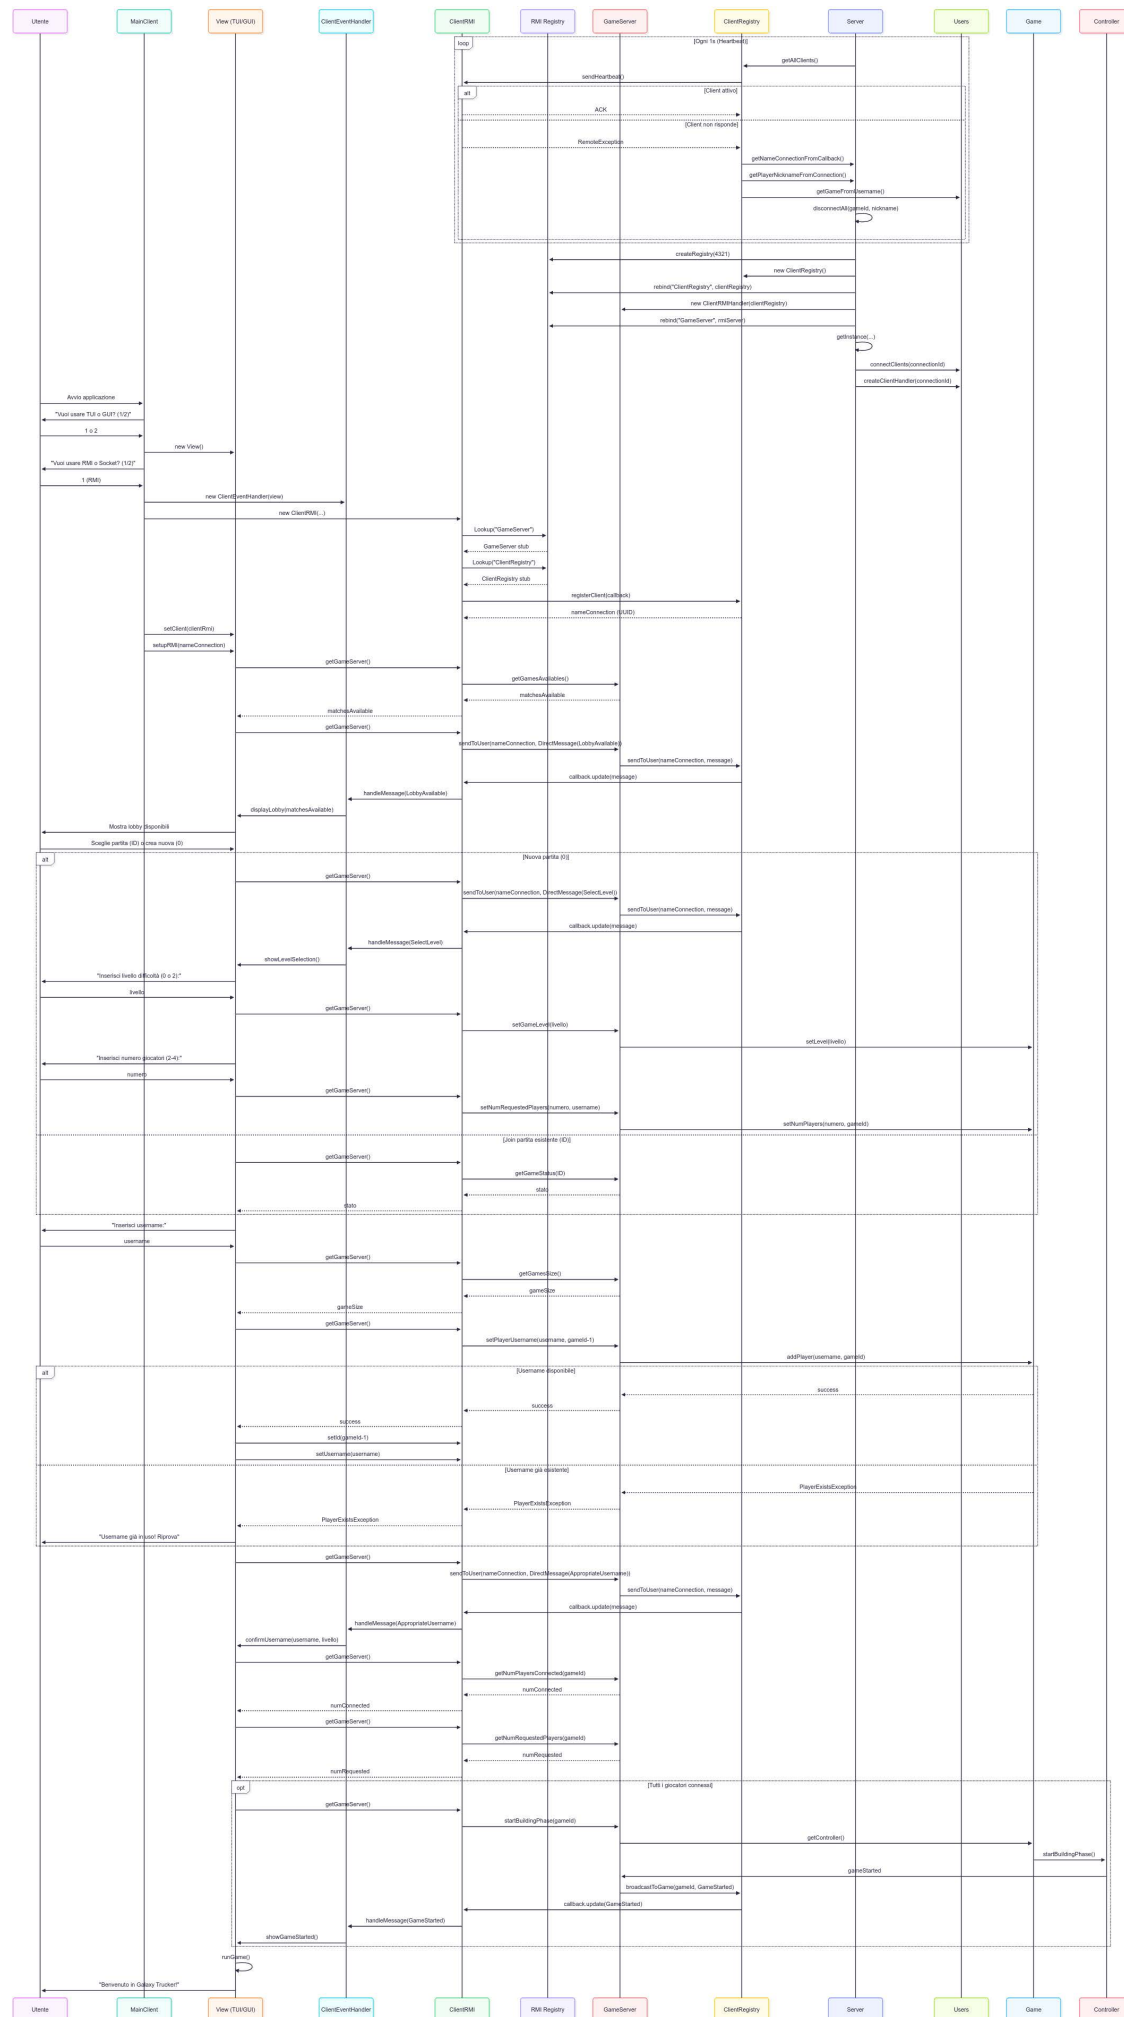 Utente
MainClient
View (TUI/GUI)
ClientEventHandler
ClientRMI
RMI Registry
GameServer
ClientRegistry
Server
Users
Game
Controller
loop
[Ogni 1s (Heartbeat)]
getAllClients()
sendHeartbeat()
alt
[Client attivo]
ACK
[Client non risponde]
RemoteException
getNameConnectionFromCallback()
getPlayerNicknameFromConnection()
getGameFromUsername()
disconnectAll(gameId, nickname)
createRegistry(4321)
new ClientRegistry()
rebind("ClientRegistry", clientRegistry)
new ClientRMIHandler(clientRegistry)
rebind("GameServer", rmiServer)
getInstance(...)
connectClients(connectionId)
createClientHandler(connectionId)
Avvio applicazione
"Vuoi usare TUI o GUI? (1/2)"
1 o 2
new View()
"Vuoi usare RMI o Socket? (1/2)"
1 (RMI)
new ClientEventHandler(view)
new ClientRMI(...)
Lookup("GameServer")
GameServer stub
Lookup("ClientRegistry")
ClientRegistry stub
registerClient(callback)
nameConnection (UUID)
setClient(clientRmi)
setupRMI(nameConnection)
getGameServer()
getGamesAvaliables()
matchesAvailable
matchesAvailable
getGameServer()
sendToUser(nameConnection, DirectMessage(LobbyAvailable))
sendToUser(nameConnection, message)
callback.update(message)
handleMessage(LobbyAvailable)
displayLobby(matchesAvailable)
Mostra lobby disponibili
Sceglie partita (ID) o crea nuova (0)
alt
[Nuova partita (0)]
getGameServer()
sendToUser(nameConnection, DirectMessage(SelectLevel))
sendToUser(nameConnection, message)
callback.update(message)
handleMessage(SelectLevel)
showLevelSelection()
"Inserisci livello difficoltà (0 o 2):"
livello
getGameServer()
setGameLevel(livello)
setLevel(livello)
"Inserisci numero giocatori (2-4):"
numero
getGameServer()
setNumRequestedPlayers(numero, username)
setNumPlayers(numero, gameId)
[Join partita esistente (ID)]
getGameServer()
getGameStatus(ID)
stato
stato
"Inserisci username:"
username
getGameServer()
getGamesSize()
gameSize
gameSize
getGameServer()
setPlayerUsername(username, gameId-1)
addPlayer(username, gameId)
alt
[Username disponibile]
success
success
success
setId(gameId-1)
setUsername(username)
[Username già esistente]
PlayerExistsException
PlayerExistsException
PlayerExistsException
"Username già in uso! Riprova"
getGameServer()
sendToUser(nameConnection, DirectMessage(AppropriateUsername))
sendToUser(nameConnection, message)
callback.update(message)
handleMessage(AppropriateUsername)
confirmUsername(username, livello)
getGameServer()
getNumPlayersConnected(gameId)
numConnected
numConnected
getGameServer()
getNumRequestedPlayers(gameId)
numRequested
numRequested
opt
[Tutti i giocatori connessi]
getGameServer()
startBuildingPhase(gameId)
getController()
startBuildingPhase()
gameStarted
broadcastToGame(gameId, GameStarted)
callback.update(GameStarted)
handleMessage(GameStarted)
showGameStarted()
runGame()
"Benvenuto in Galaxy Trucker!"
Utente
MainClient
View (TUI/GUI)
ClientEventHandler
ClientRMI
RMI Registry
GameServer
ClientRegistry
Server
Users
Game
Controller